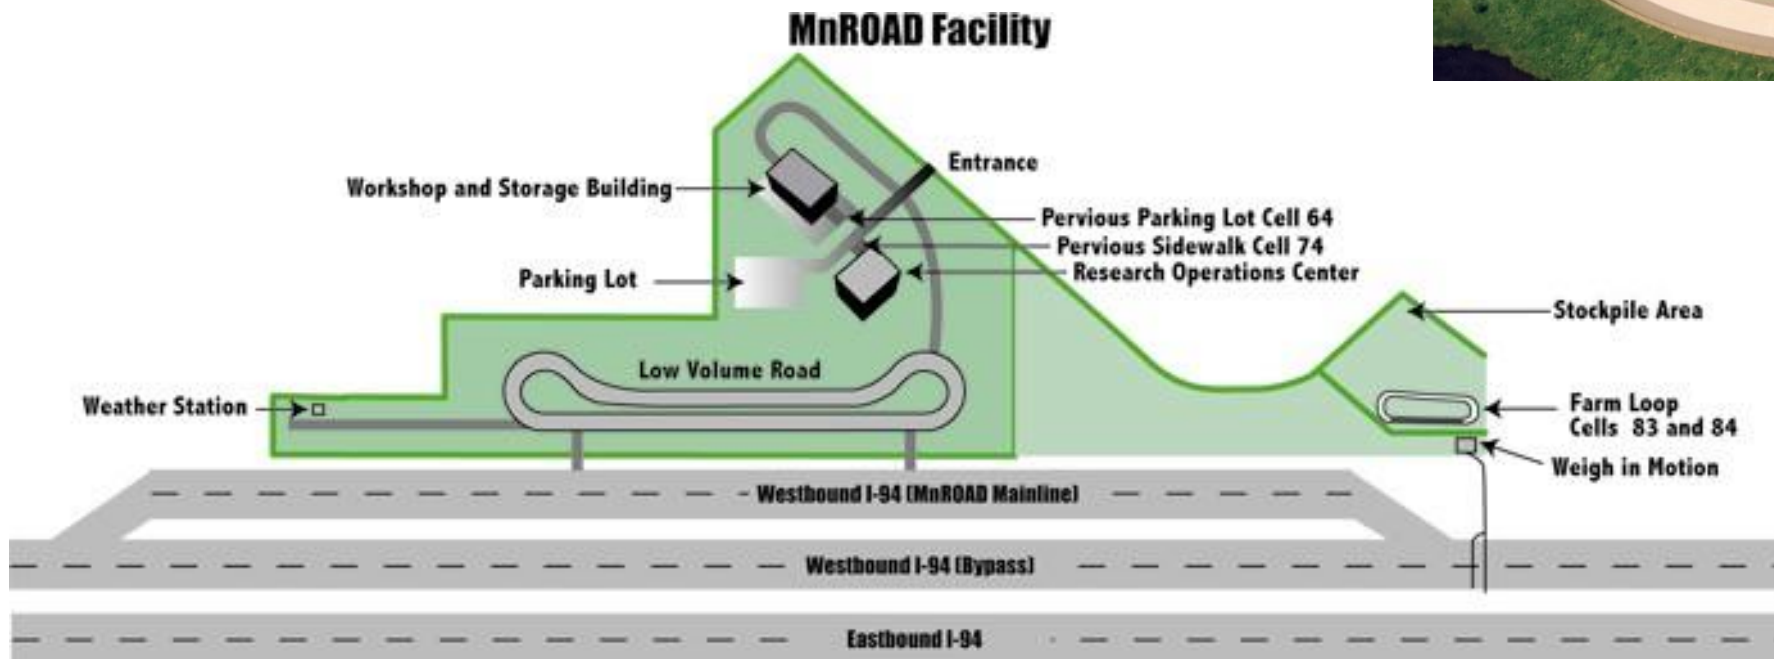 MnROAD Facility
Entrance
Workshop and Storage Building
Pervious Parking Lot Cell 64
Pervious Sidewalk Cell 74
Research Operations Center
Parking Lot
Stockpile Area
Low Volume Road
Weather Station
Farm Loop
Cells 83 and 84
Weigh in Motion
Westbound I-94 (MnROAD Mainline)
Westbound I-94 (Bypass)
Eastbound I-94